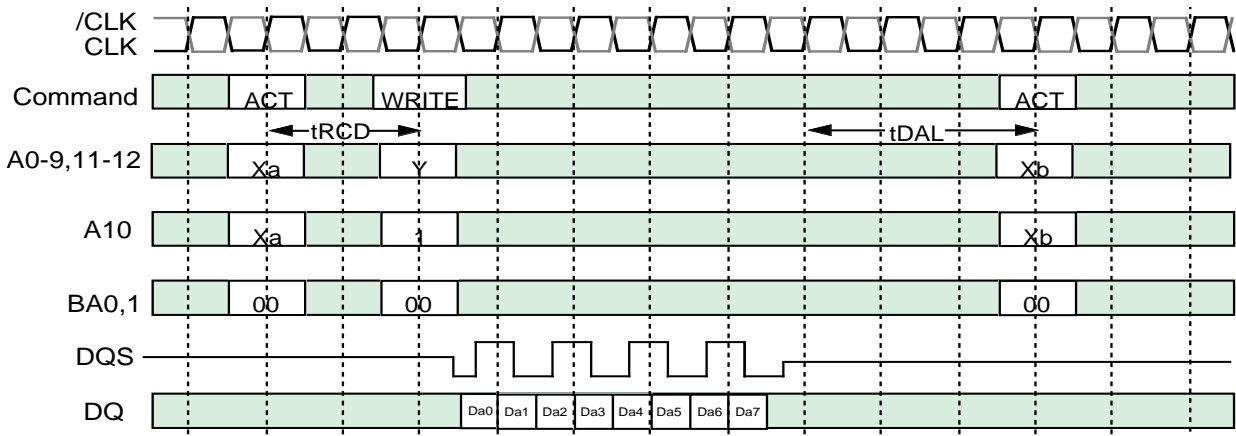 /CLK
CLK
Command ACT WRITE ACT
tRCD tDAL
A0-9,11-12 Xa Y Xb
A10 Xa 1 Xb
BA0,1 00 00 00
DQS
DQ Da0 Da1 Da2 Da3 Da4 Da5 Da6 Da7